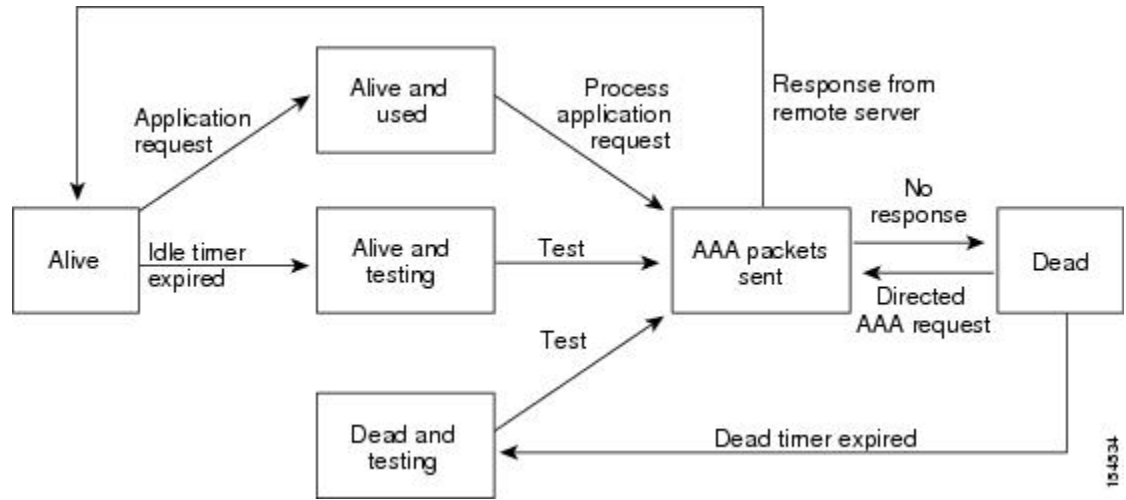 Alive and
used
Process
application
request
Response from
remote server
Application
request
No
response
Alive
Idle timer
expired
Alive and
testing
Test
AAA packets
sent
Dead
Directed
AAA request
Test
Dead and
testing
Dead timer expired
154534